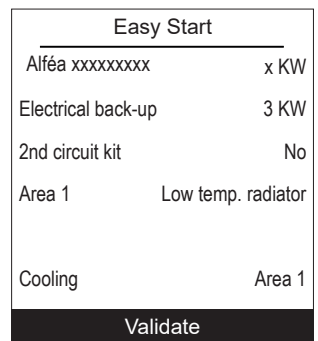 Easy Start
Alféa xxxxxxxxx x KW
Electrical back-up 3 KW
2nd circuit kit No
Area 1 Low temp. radiator
Cooling Area 1
Validate